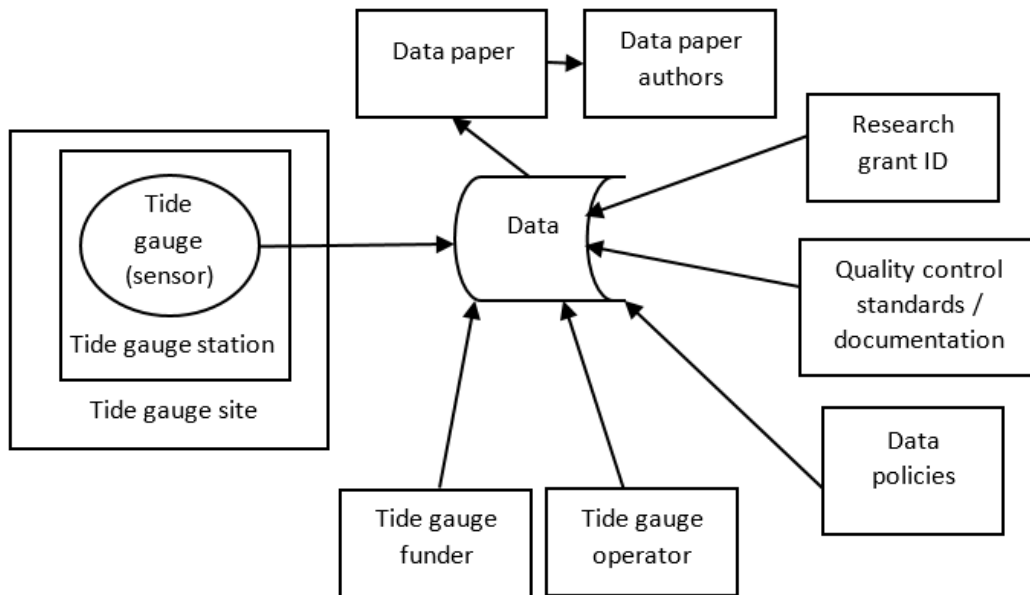 Data paper
Data paper
authors
Research
grant ID
Tide
gauge
(sensor)
Tide gauge station
Tide gauge site
Data
Quality control
standards /
documentation
Data
policies
Tide gauge
funder
Tide gauge
operator